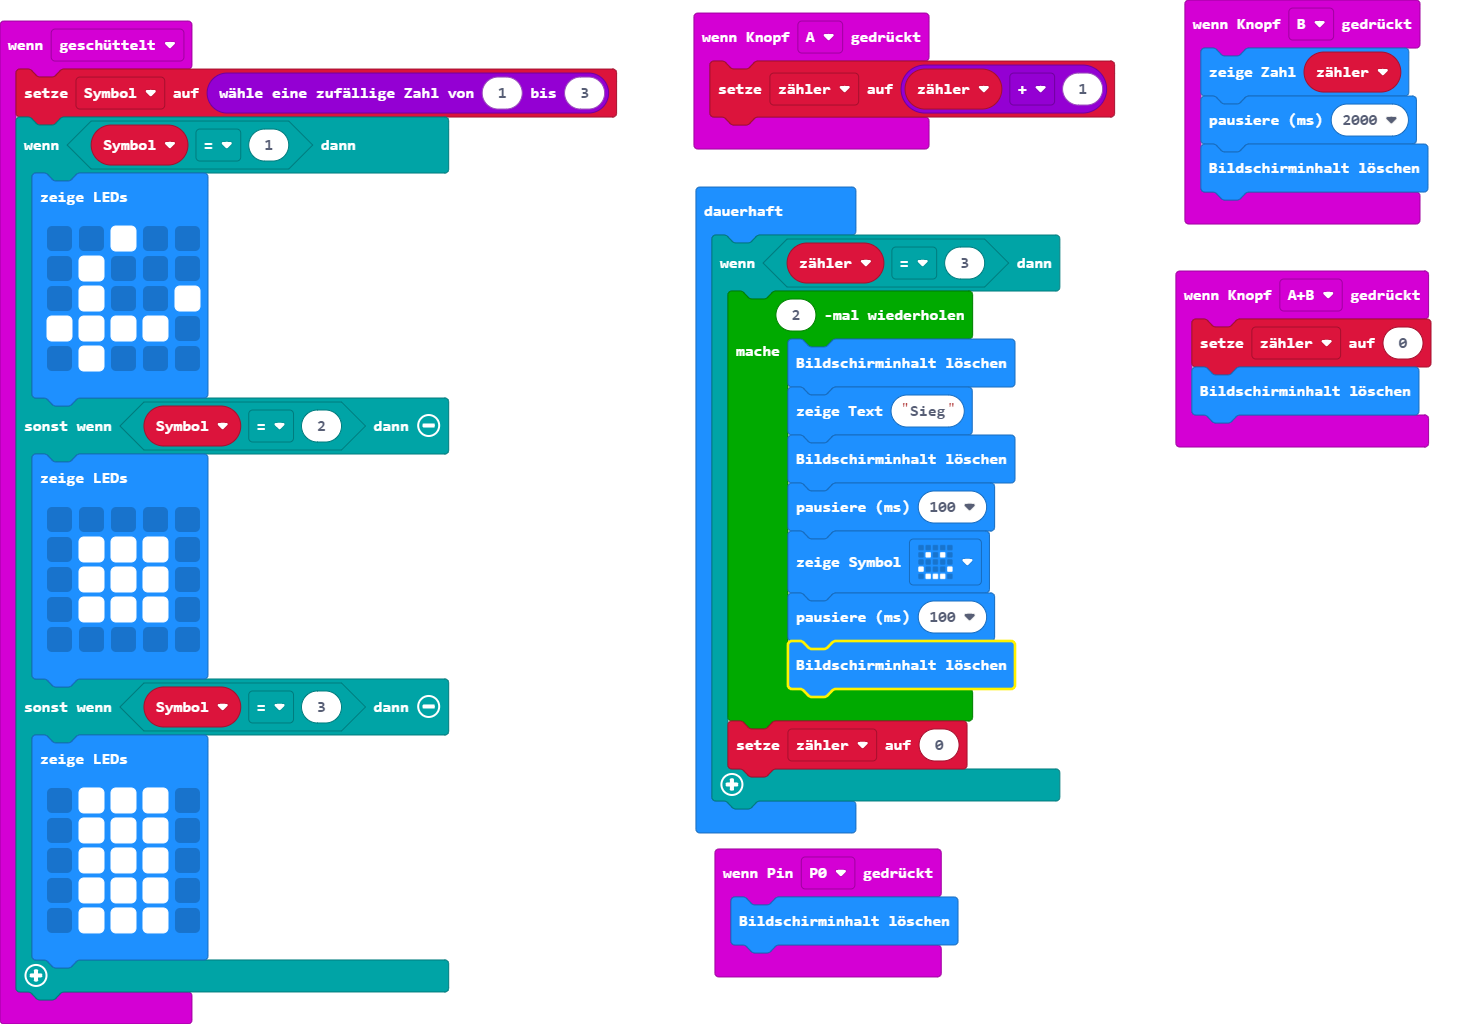 wenn geschüttelt
setze Symbol auf wähle eine zufällige Zahl von 1 bis 3
wenn Symbol = 1 dann
zeige LEDs
sonst wenn Symbol = 2 dann
zeige LEDs
sonst wenn Symbol = 3 dann
zeige LEDs
wenn Knopf A gedrückt
setze zähler auf zähler + 1
dauerhaft
wenn zähler = 3 dann
2 -mal wiederholen
mache
Bildschirminhalt löschen
zeige Text "Sieg"
Bildschirminhalt löschen
pausiere (ms) 100
zeige Symbol
pausiere (ms) 100
Bildschirminhalt löschen
setze zähler auf 0
wenn Pin P0 gedrückt
Bildschirminhalt löschen
wenn Knopf B gedrückt
zeige Zahl zähler
pausiere (ms) 2000
Bildschirminhalt löschen
wenn Knopf A+B gedrückt
setze zähler auf 0
Bildschirminhalt löschen